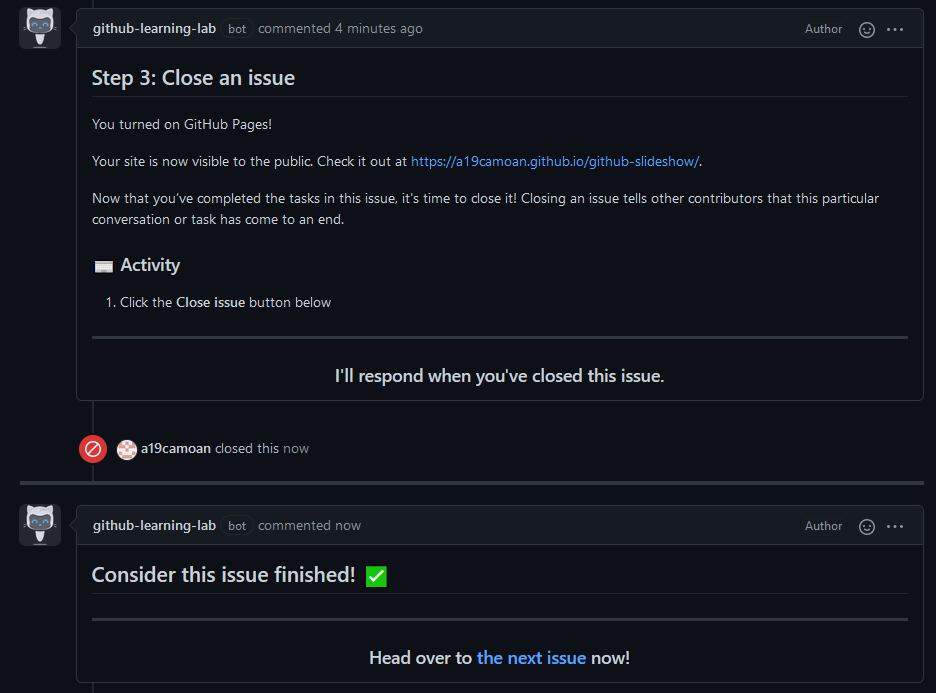 github-learning-lab bot commented 4 minutes ago Author
Step 3: Close an issue
You turned on GitHub Pages!
Your site is now visible to the public. Check it out at https://a19camoan.github.io/github-slideshow/.
Now that you've completed the tasks in this issue, it's time to close it! Closing an issue tells other contributors that this particular
conversation or task has come to an end.
Activity
1. Click the Close issue button below
I'll respond when you've closed this issue.
a19camoan closed this now
github-learning-lab bot commented now Author
Consider this issue finished! ✅
Head over to the next issue now!